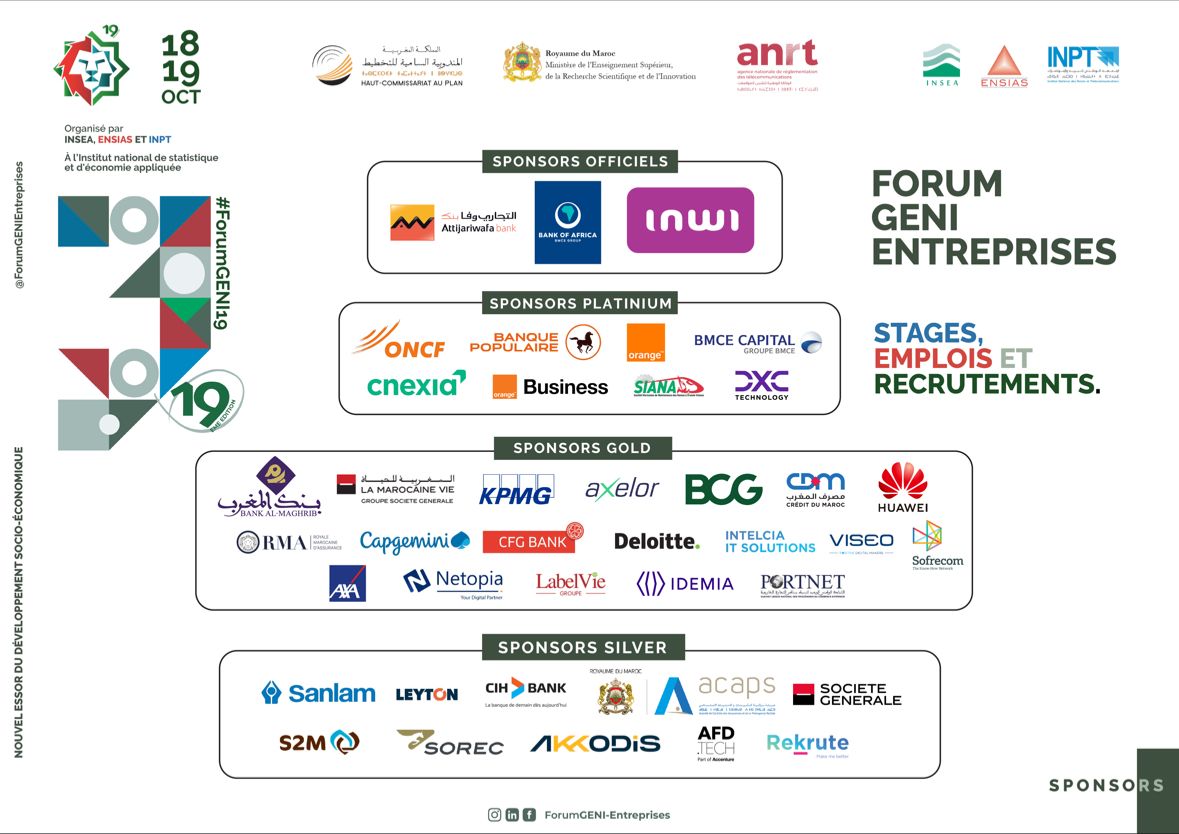 19
18
19
OCT
المملكة المغربية
المندوبية السامية للتخطيط
HAUT-COMMISSARIAT AU PLAN
Royaume du Maroc
Ministère de l'Enseignement Supérieur,
de la Recherche Scientifique et de l'Innovation
anrt
agence nationale de réglementation
des télécommunications
INSEA
ENSIAS
INPT
Organisé par
INSEA, ENSIAS ET INPT
À l'Institut national de statistique
et d'économie appliquée
@ForumGENIEntreprises
#ForumGENI19
19
ÈME EDITION
NOUVEL ESSOR DU DÉVELOPPEMENT SOCIO-ÉCONOMIQUE
FORUM
GENI
ENTREPRISES
STAGES,
EMPLOIS ET
RECRUTEMENTS.
SPONSORS OFFICIELS
التجاري وفا بنك
Attijariwafa bank
BANK OF AFRICA
BMCE GROUP
inwi
SPONSORS PLATINIUM
ONCF
BANQUE
POPULAIRE
orange
BMCE CAPITAL
GROUPE BMCE
cnexia
orange
Business
SIANA
DXC
TECHNOLOGY
SPONSORS GOLD
بنك المغرب
BANK AL-MAGHRIB
المغربية للحياة
LA MAROCAINE VIE
GROUPE SOCIETE GENERALE
KPMG
axelor
BCG
CDM
مصرف المغرب
CRÉDIT DU MAROC
HUAWEI
RMA
ROYALE
MAROCAINE
D'ASSURANCE
Capgemini
CFG BANK
Deloitte.
INTELCIA
IT SOLUTIONS
VISEO
Sofrecom
The Know-How Network
AXA
Netopia
Your Digital Partner
LabelVie
GROUPE
IDEMIA
PORTNET
SPONSORS SILVER
Sanlam
LEYTON
CIH BANK
La banque de demain dès aujourd'hui
ROYAUME DU MAROC
acaps
SOCIETE
GENERALE
S2M
SOREC
AKKODIS
AFD
.TECH
Part of Accenture
Rekrute
Make me better
SPONSORS
ForumGENI-Entreprises